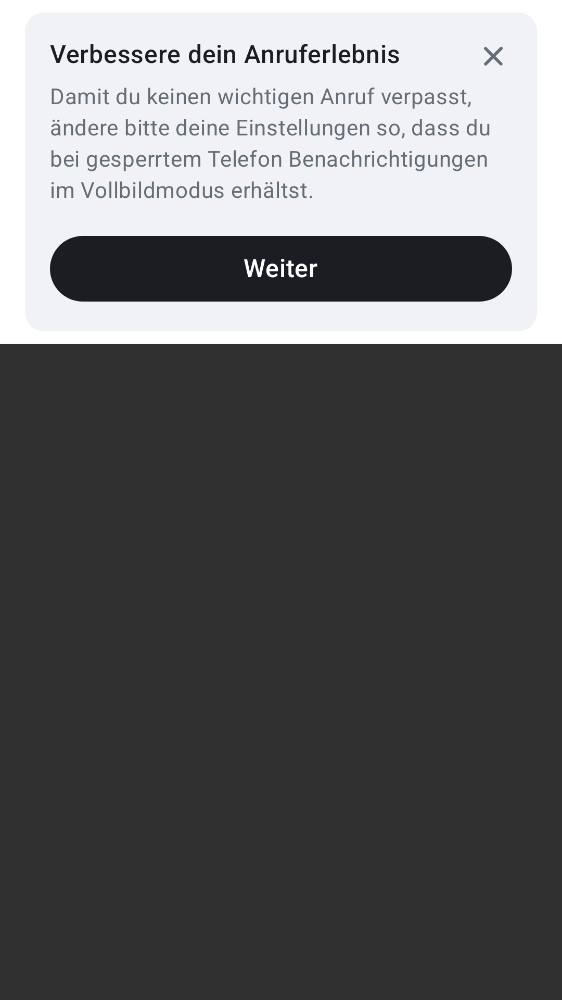 Verbessere dein Anruferlebnis
Damit du keinen wichtigen Anruf verpasst,
ändere bitte deine Einstellungen so, dass du
bei gesperrtem Telefon Benachrichtigungen
im Vollbildmodus erhältst.
Weiter